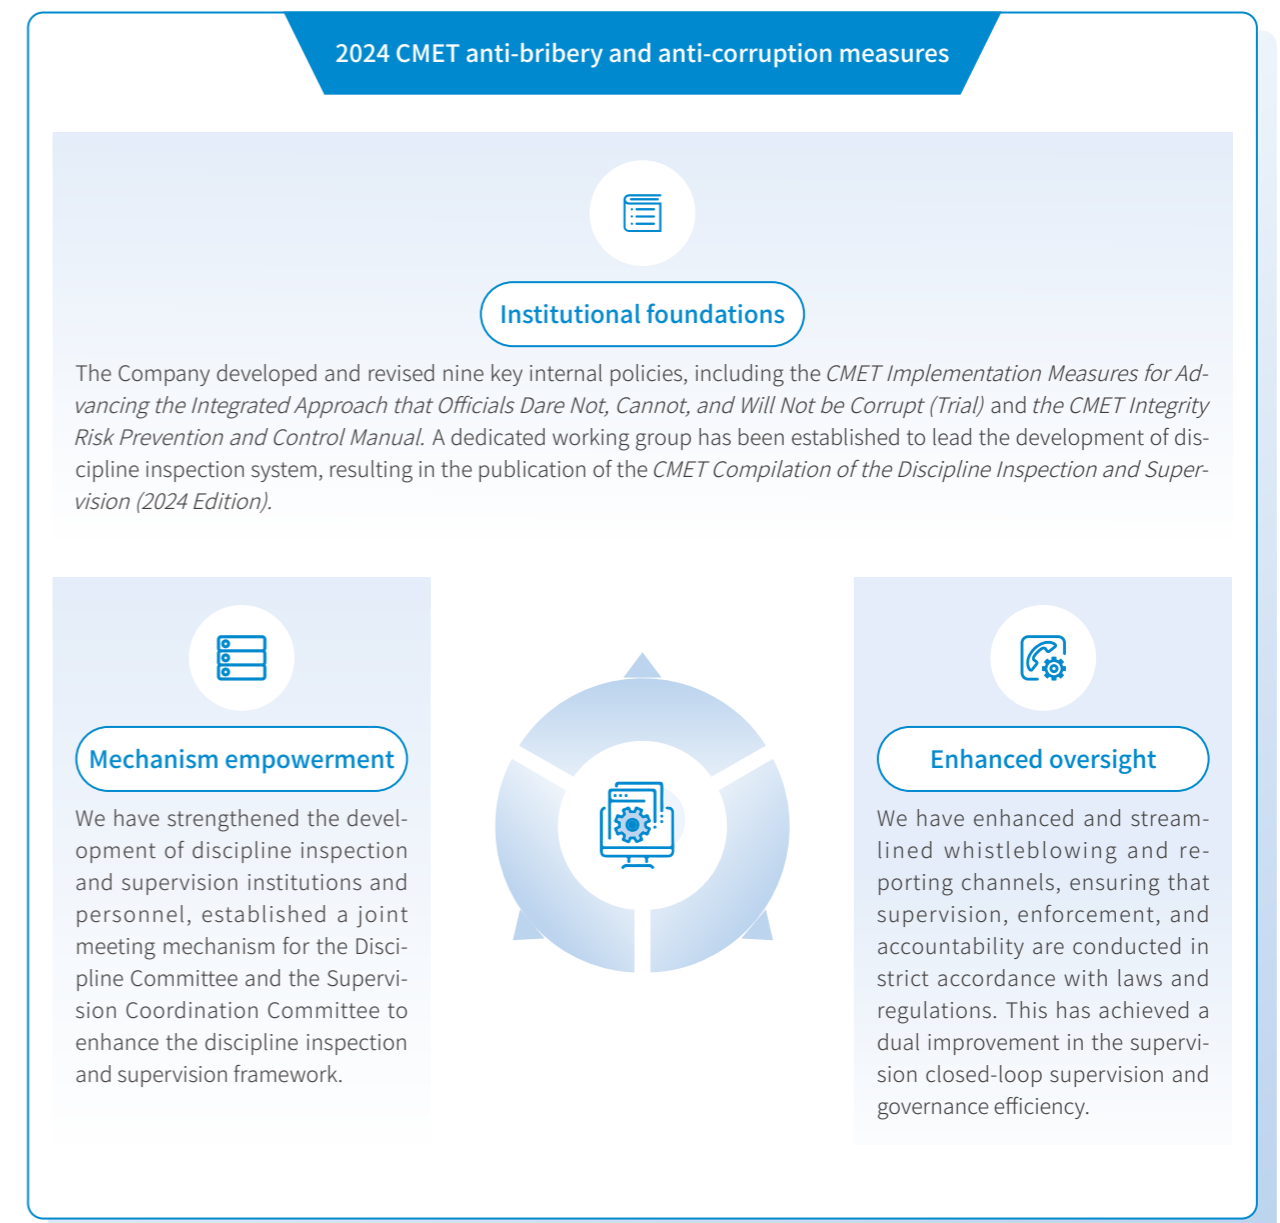 2024 CMET anti-bribery and anti-corruption measures
Institutional foundations
The Company developed and revised nine key internal policies, including the CMET Implementation Measures for Ad-
vancing the Integrated Approach that Officials Dare Not, Cannot, and Will Not be Corrupt (Trial) and the CMET Integrity
Risk Prevention and Control Manual. A dedicated working group has been established to lead the development of dis-
cipline inspection system, resulting in the publication of the CMET Compilation of the Discipline Inspection and Super-
vision (2024 Edition).
Mechanism empowerment
We have strengthened the devel-
opment of discipline inspection
and supervision institutions and
personnel, established a joint
meeting mechanism for the Disci-
pline Committee and the Supervi-
sion Coordination Committee to
enhance the discipline inspection
and supervision framework.
Enhanced oversight
We have enhanced and stream-
lined whistleblowing and re-
porting channels, ensuring that
supervision, enforcement, and
accountability are conducted in
strict accordance with laws and
regulations. This has achieved a
dual improvement in the supervi-
sion closed-loop supervision and
governance efficiency.